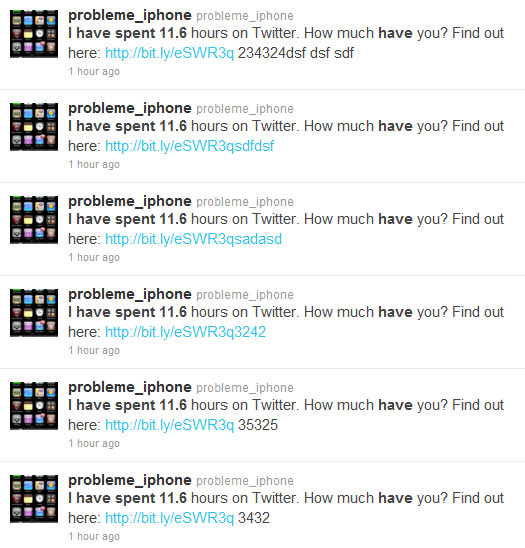 probleme_iphone probleme_iphone
I have spent 11.6 hours on Twitter. How much have you? Find out
here: http://bit.ly/eSWR3q 234324dsf dsf sdf
1 hour ago
probleme_iphone probleme_iphone
I have spent 11.6 hours on Twitter. How much have you? Find out
here: http://bit.ly/eSWR3qsdfdsf
1 hour ago
probleme_iphone probleme_iphone
I have spent 11.6 hours on Twitter. How much have you? Find out
here: http://bit.ly/eSWR3qsadasd
1 hour ago
probleme_iphone probleme_iphone
I have spent 11.6 hours on Twitter. How much have you? Find out
here: http://bit.ly/eSWR3q3242
1 hour ago
probleme_iphone probleme_iphone
I have spent 11.6 hours on Twitter. How much have you? Find out
here: http://bit.ly/eSWR3q 35325
1 hour ago
probleme_iphone probleme_iphone
I have spent 11.6 hours on Twitter. How much have you? Find out
here: http://bit.ly/eSWR3q 3432
1 hour ago